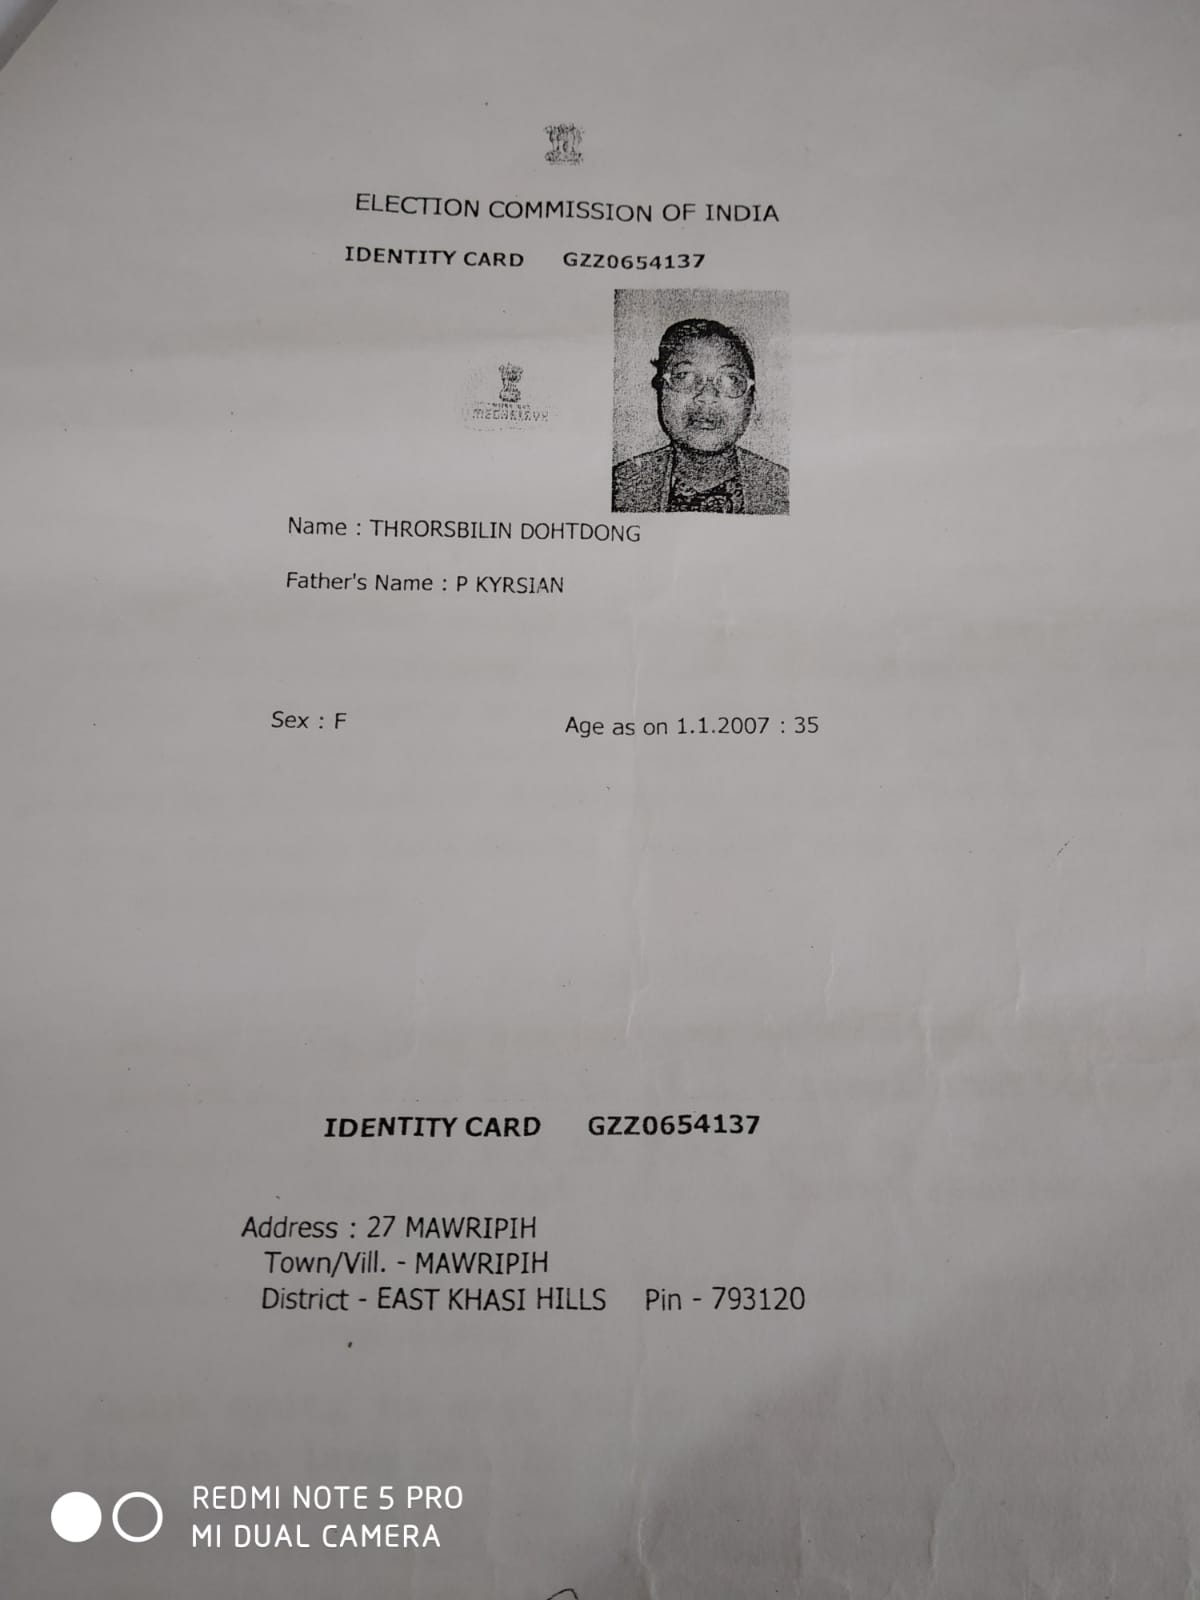 ELECTION COMMISSION OF INDIA
IDENTITY CARD GZZ0654137
Name : THRORSBILIN DOHTDONG
Father's Name : P KYRSIAN
Sex : F Age as on 1.1.2007 : 35
IDENTITY CARD GZZ0654137
Address : 27 MAWRIPIH
Town/Vill. - MAWRIPIH
District - EAST KHASI HILLS Pin - 793120
REDMI NOTE 5 PRO
MI DUAL CAMERA